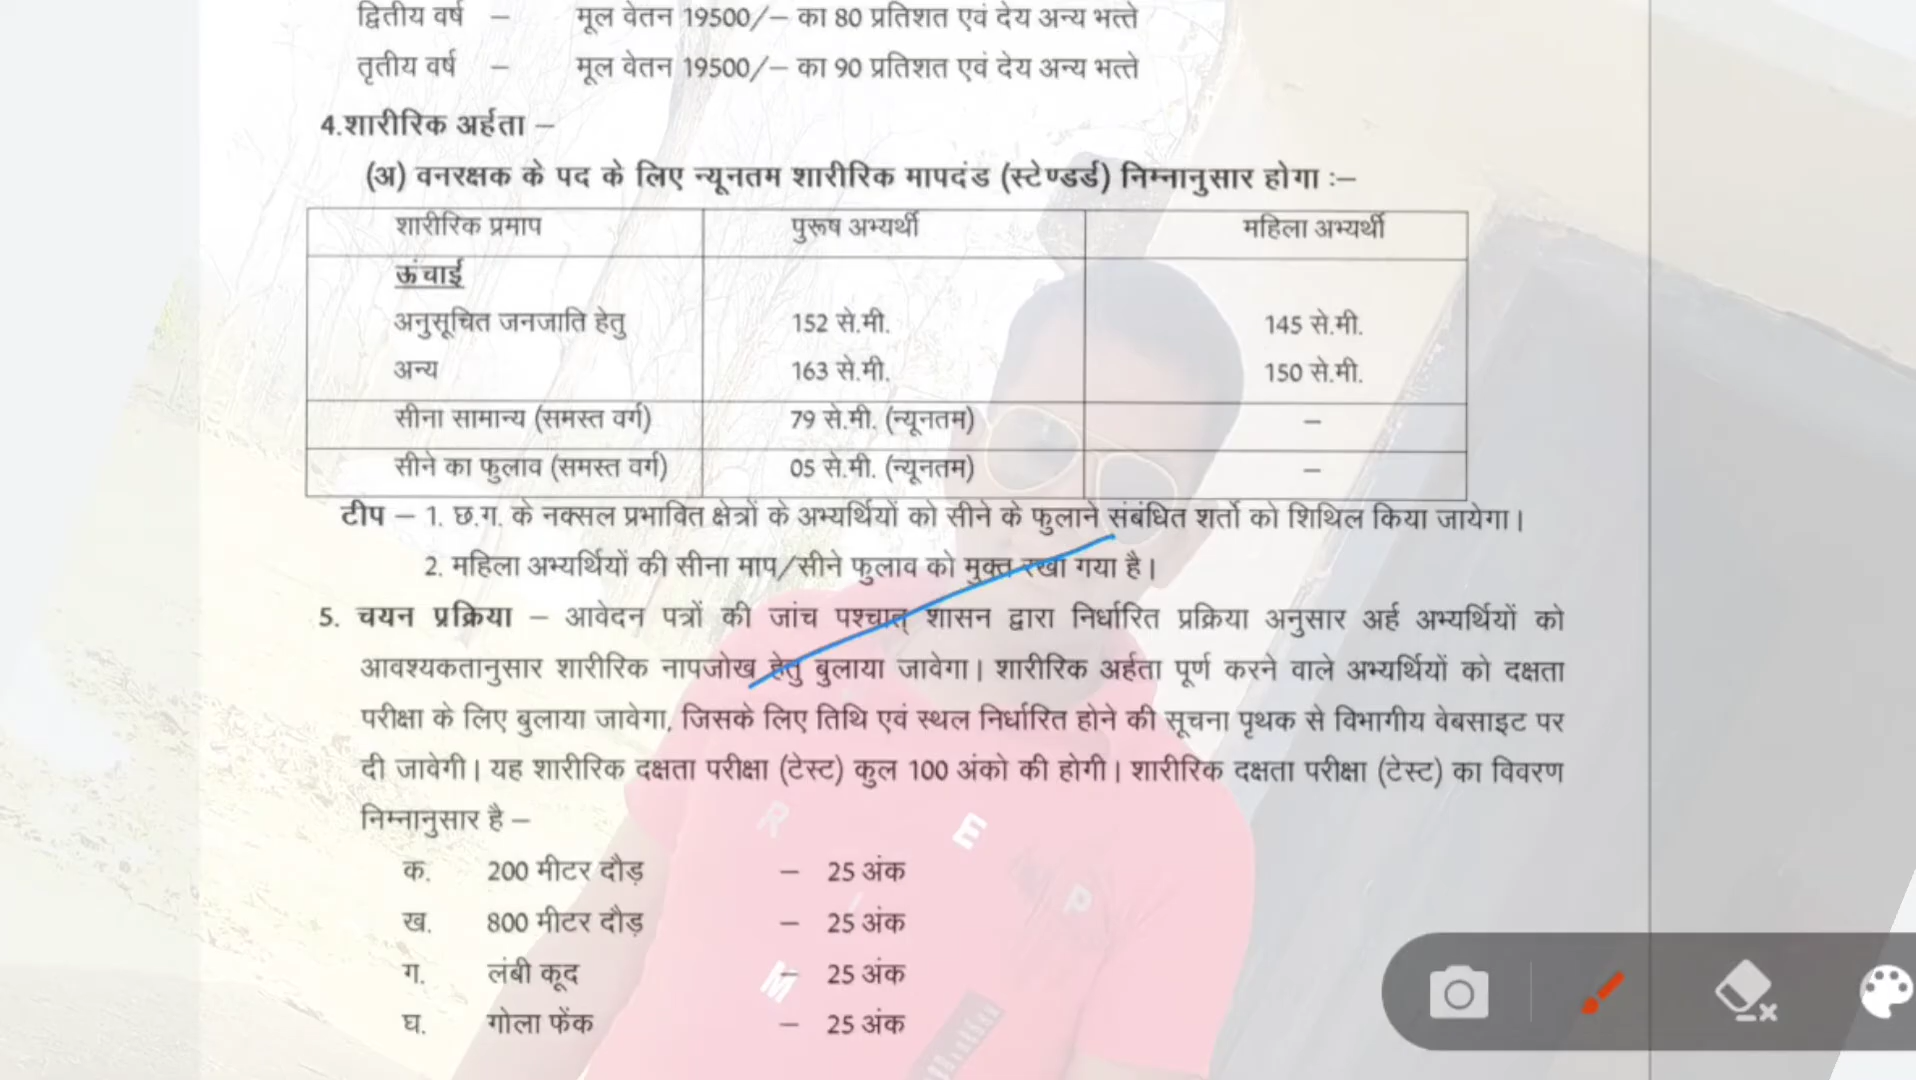 द्वितीय वर्ष – मूल वेतन 19500/– का 80 प्रतिशत एवं देय अन्य भत्ते
तृतीय वर्ष – मूल वेतन 19500/– का 90 प्रतिशत एवं देय अन्य भत्ते
4.शारीरिक अर्हता –
(अ) वनरक्षक के पद के लिए न्यूनतम शारीरिक मापदंड (स्टेण्डर्ड) निम्नानुसार होगा :–
शारीरिक प्रमाप पुरूष अभ्यर्थी महिला अभ्यर्थी
ऊंचाई
अनुसूचित जनजाति हेतु 152 से.मी. 145 से.मी.
अन्य 163 से.मी. 150 से.मी.
सीना सामान्य (समस्त वर्ग) 79 से.मी. (न्यूनतम) –
सीने का फुलाव (समस्त वर्ग) 05 से.मी. (न्यूनतम) –
टीप – 1. छ.ग. के नक्सल प्रभावित क्षेत्रों के अभ्यर्थियों को सीने के फुलाने संबंधित शर्तो को शिथिल किया जायेगा।
2. महिला अभ्यर्थियों की सीना माप/सीने फुलाव को मुक्त रखा गया है।
5. चयन प्रक्रिया – आवेदन पत्रों की जांच पश्चात् शासन द्वारा निर्धारित प्रक्रिया अनुसार अर्ह अभ्यर्थियों को
आवश्यकतानुसार शारीरिक नापजोख हेतु बुलाया जावेगा। शारीरिक अर्हता पूर्ण करने वाले अभ्यर्थियों को दक्षता
परीक्षा के लिए बुलाया जावेगा, जिसके लिए तिथि एवं स्थल निर्धारित होने की सूचना पृथक से विभागीय वेबसाइट पर
दी जावेगी। यह शारीरिक दक्षता परीक्षा (टेस्ट) कुल 100 अंको की होगी। शारीरिक दक्षता परीक्षा (टेस्ट) का विवरण
निम्नानुसार है –
क. 200 मीटर दौड़ – 25 अंक
ख. 800 मीटर दौड़ – 25 अंक
ग. लंबी कूद – 25 अंक
घ. गोला फेंक – 25 अंक